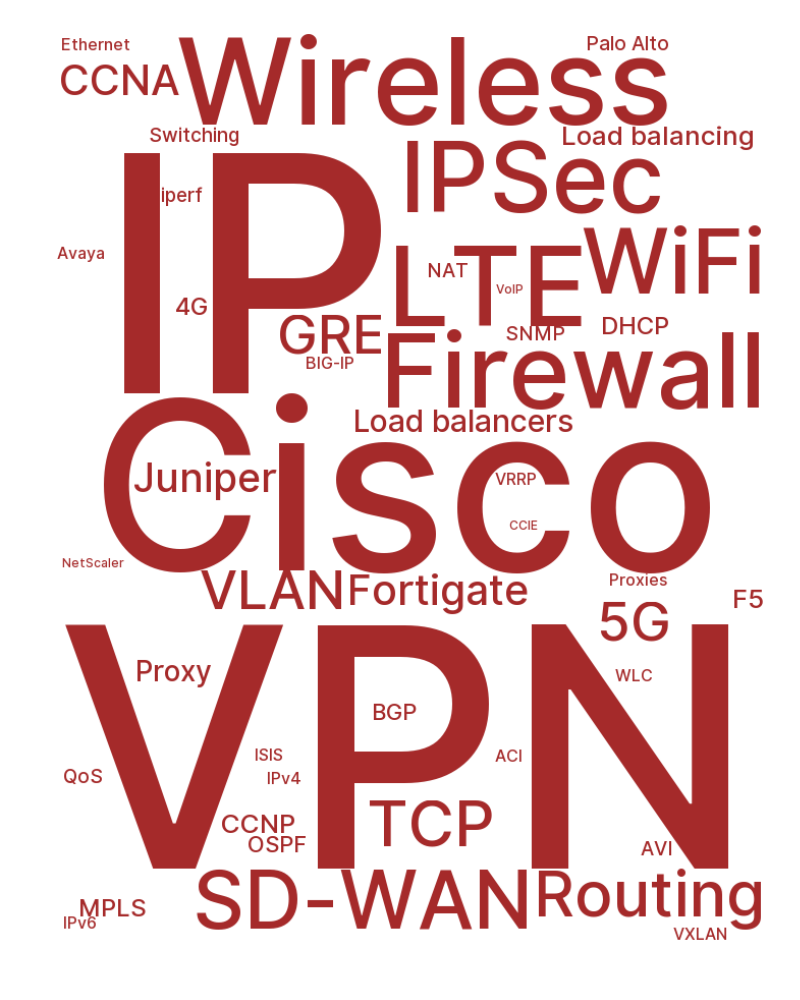 Ethernet
Palo Alto
CCNA
Wireless
Switching
Load balancing
IP
IPSec
iperf
Avaya
WiFi
LTE
NAT
VoIP
4G
GRE
SNMP
DHCP
BIG-IP
Firewall
Load balancers
Cisco
Juniper
VRRP
CCIE
NetScaler
VLAN
Fortigate
Proxies
F5
5G
VPN
Proxy
WLC
BGP
ISIS
ACI
QoS
IPv4
CCNP
TCP
OSPF
AVI
SD-WAN
Routing
MPLS
IPv6
VXLAN